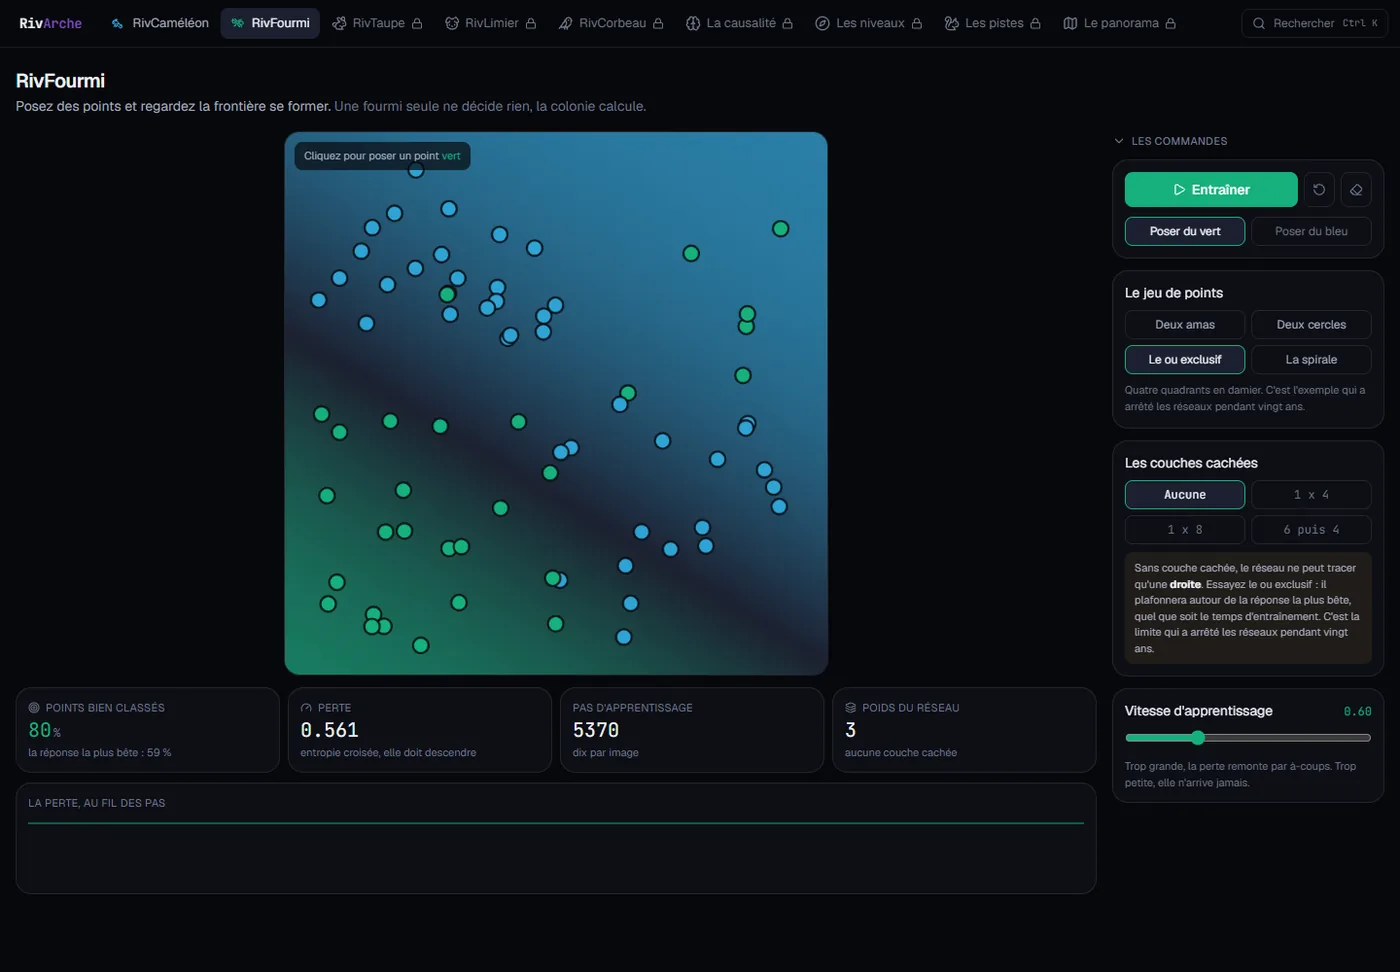 RivArche
RivCaméléon
RivFourmi
RivTaupe
RivLimier
RivCorbeau
La causalité
Les niveaux
Les pistes
Le panorama
Rechercher Ctrl K
RivFourmi
Posez des points et regardez la frontière se former. Une fourmi seule ne décide rien, la colonie calcule.
Cliquez pour poser un point vert
LES COMMANDES
Entraîner
Poser du vert
Poser du bleu
Le jeu de points
Deux amas
Deux cercles
Le ou exclusif
La spirale
Quatre quadrants en damier. C'est l'exemple qui a
arrêté les réseaux pendant vingt ans.
Les couches cachées
Aucune
1 x 4
1 x 8
6 puis 4
Sans couche cachée, le réseau ne peut tracer
qu'une droite. Essayez le ou exclusif : il
plafonnera autour de la réponse la plus bête,
quel que soit le temps d'entraînement. C'est la
limite qui a arrêté les réseaux pendant vingt
ans.
Vitesse d'apprentissage 0.60
Trop grande, la perte remonte par à-coups. Trop
petite, elle n'arrive jamais.
POINTS BIEN CLASSÉS
80%
la réponse la plus bête : 59 %
PERTE
0.561
entropie croisée, elle doit descendre
PAS D'APPRENTISSAGE
5370
dix par image
POIDS DU RÉSEAU
3
aucune couche cachée
LA PERTE, AU FIL DES PAS